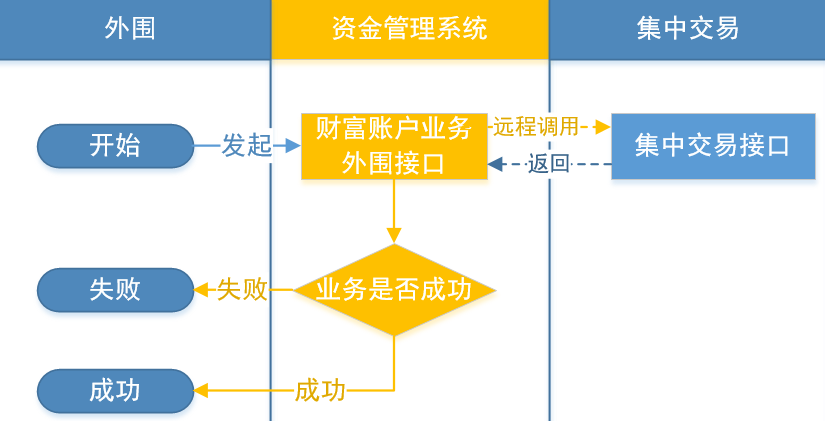 外围
资金管理系统
集中交易
开始
发起
财富账户业务
外围接口
远程调用
返回
集中交易接口
失败
失败
业务是否成功
成功
成功